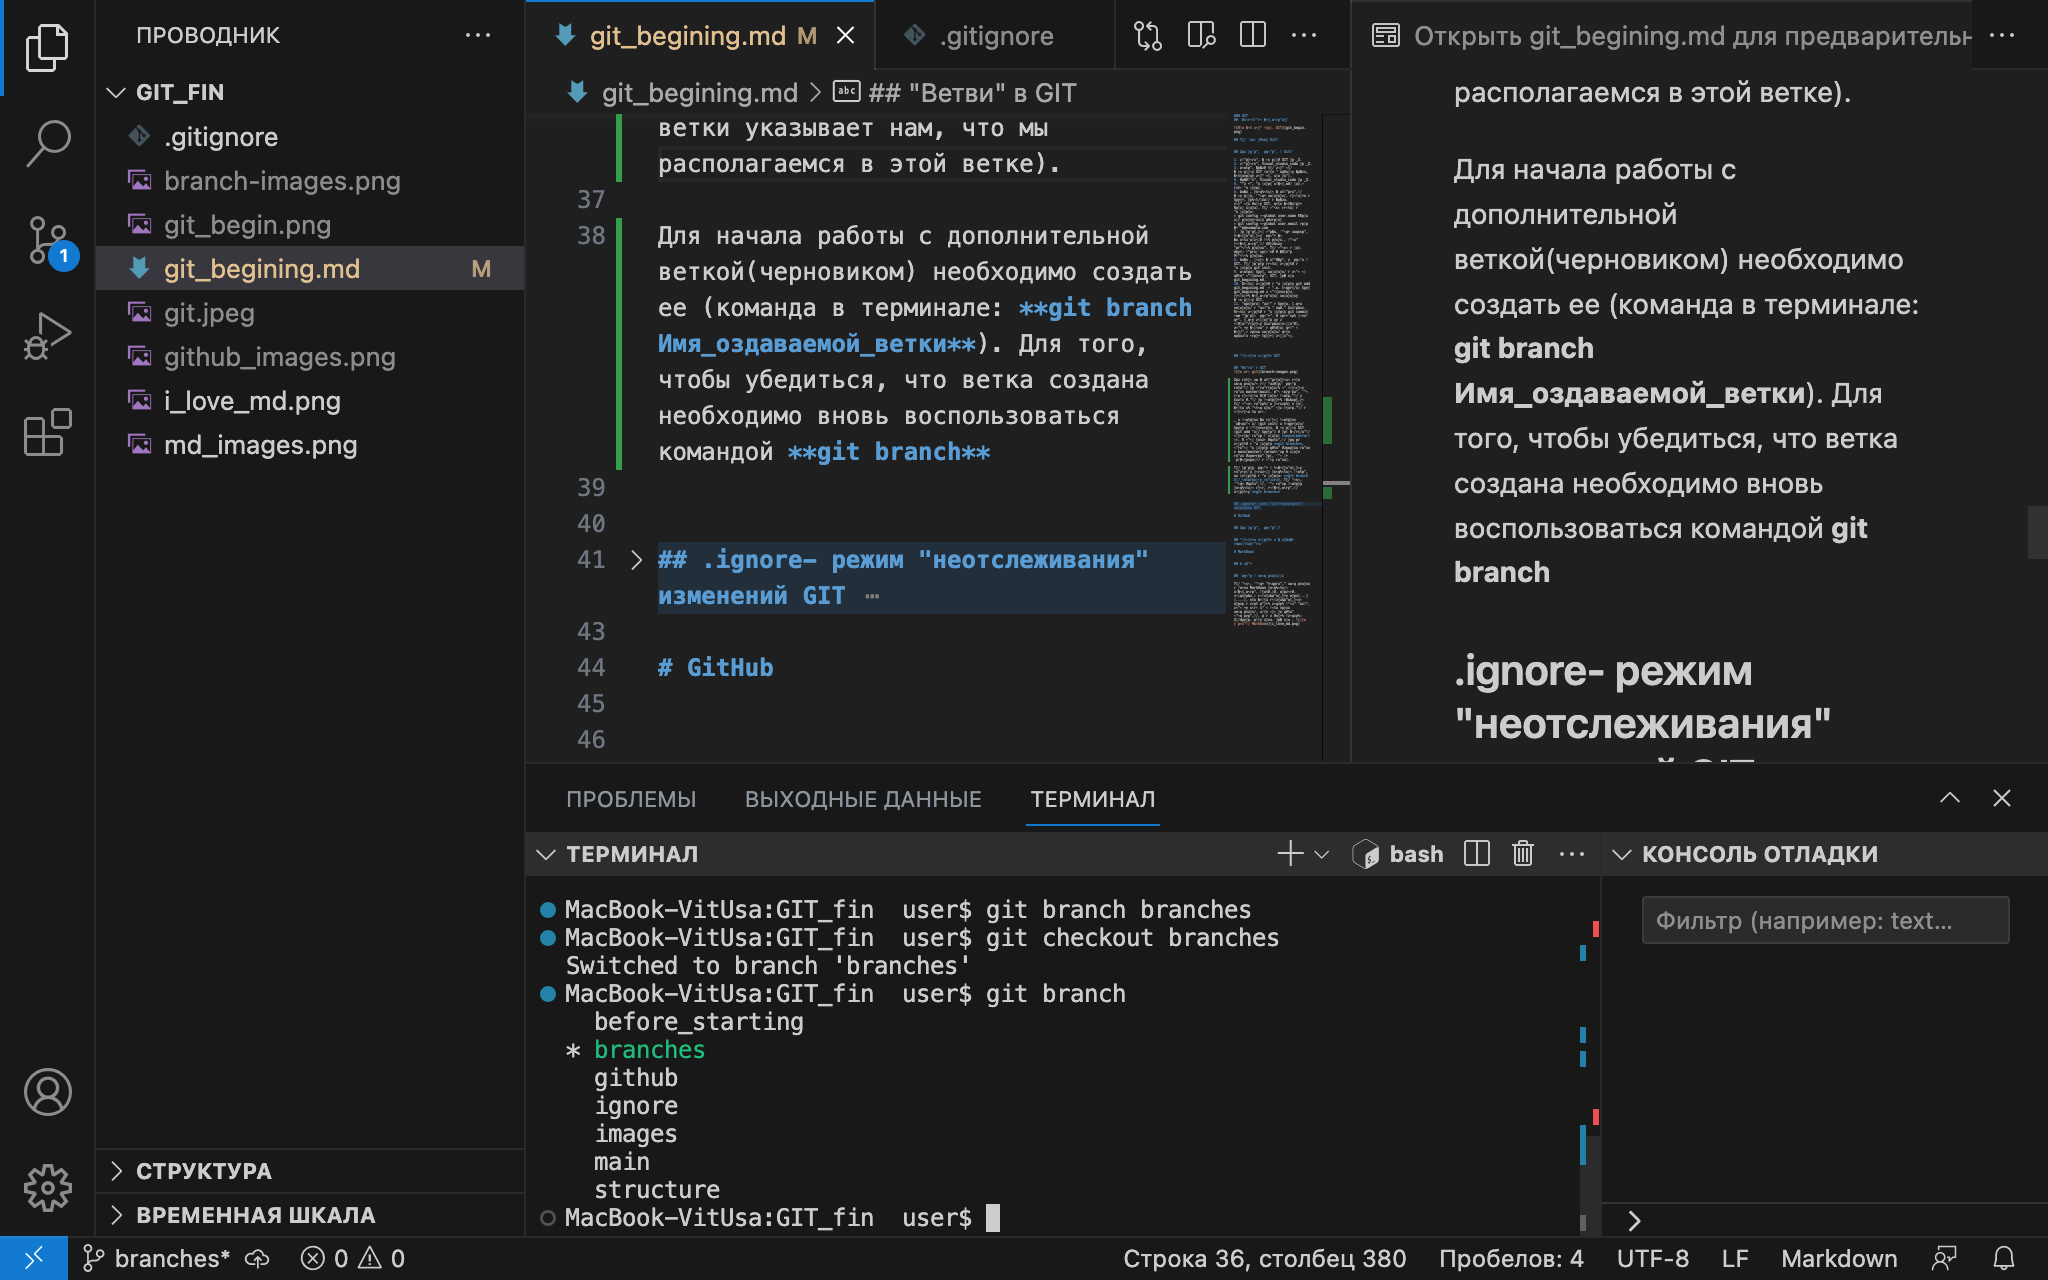 ПРОВОДНИК
GIT_FIN
.gitignore
branch-images.png
git_begin.png
git_begining.md M
git.jpeg
github_images.png
i_love_md.png
md_images.png
СТРУКТУРА
ВРЕМЕННАЯ ШКАЛА
1
git_begining.md M
.gitignore
git_begining.md > abc ## "Ветви" в GIT
ветки указывает нам, что мы
располагаемся в этой ветке).
37
38 Для начала работы с дополнительной
веткой(черновиком) необходимо создать
ее (команда в терминале: **git branch
Имя_оздаваемой_ветки**). Для того,
чтобы убедиться, что ветка создана
необходимо вновь воспользоваться
командой **git branch**
39
40
41 ## .ignore- режим "неотслеживания"
изменений GIT
43
44 # GitHub
45
46
Открыть git_begining.md для предварительн
располагаемся в этой ветке).
Для начала работы с
дополнительной
веткой(черновиком) необходимо
создать ее (команда в терминале:
git branch
Имя_оздаваемой_ветки). Для
того, чтобы убедиться, что ветка
создана необходимо вновь
воспользоваться командой git
branch
.ignore- режим
"неотслеживания"
ПРОБЛЕМЫ ВЫХОДНЫЕ ДАННЫЕ ТЕРМИНАЛ
ТЕРМИНАЛ
bash
MacBook-VitUsa:GIT_fin  user$ git branch branches
MacBook-VitUsa:GIT_fin  user$ git checkout branches
Switched to branch 'branches'
MacBook-VitUsa:GIT_fin  user$ git branch
before_starting
* branches
github
ignore
images
main
structure
MacBook-VitUsa:GIT_fin  user$
КОНСОЛЬ ОТЛАДКИ
Фильтр (например: text...
branches* 0 0 Строка 36, столбец 380 Пробелов: 4 UTF-8 LF Markdown